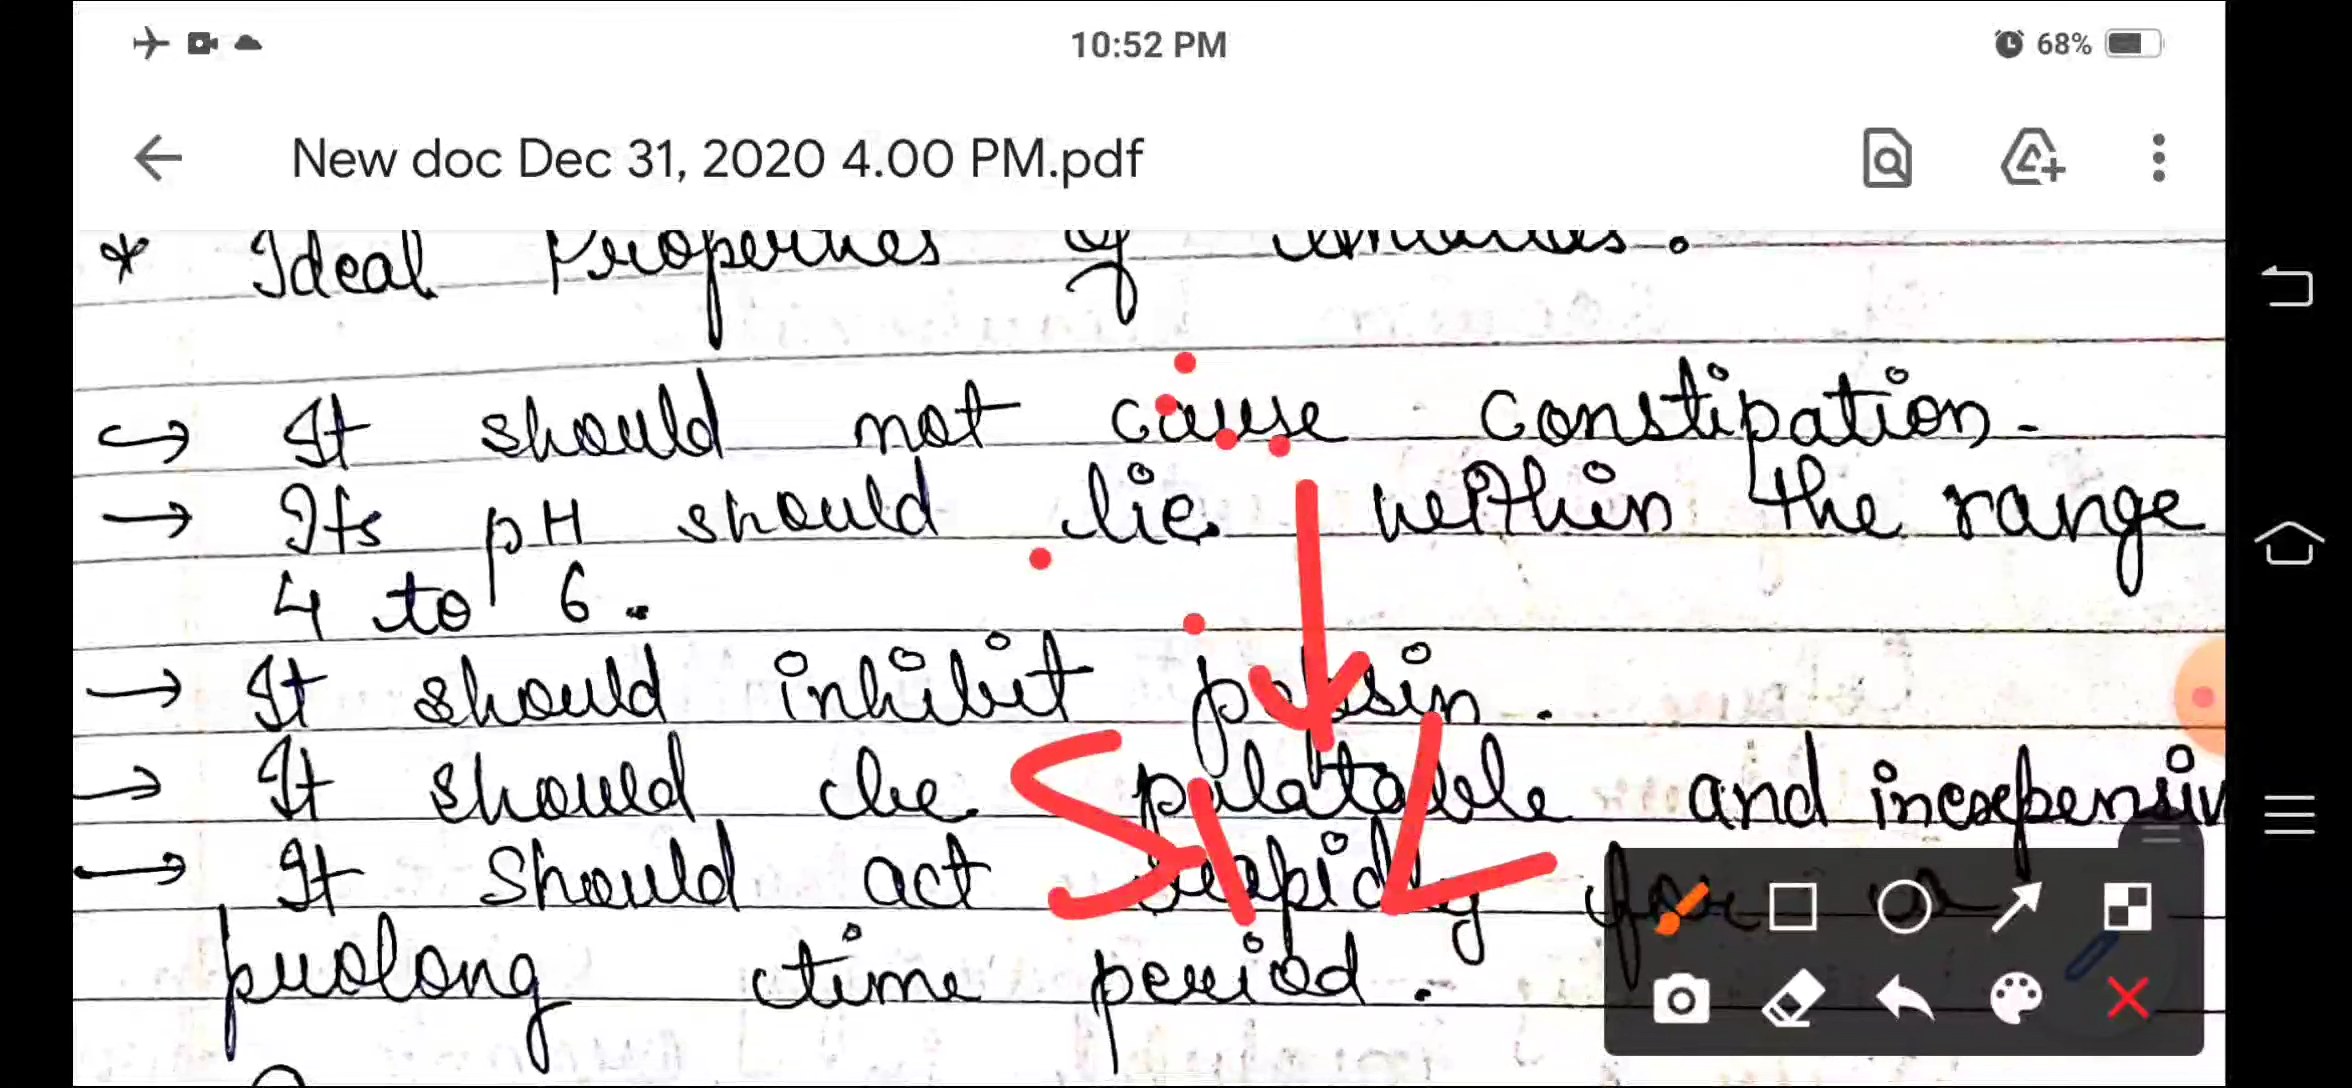 10:52 PM
68%
New doc Dec 31, 2020 4.00 PM.pdf
* Ideal Properties of
→ It should not cause constipation.
→ Its pH should lie within the range
4 to 6.
→ It should inhibit pepsin.
→ It should be palatable and inexpensiv
→ It should act rapidly for a
prolong time period.